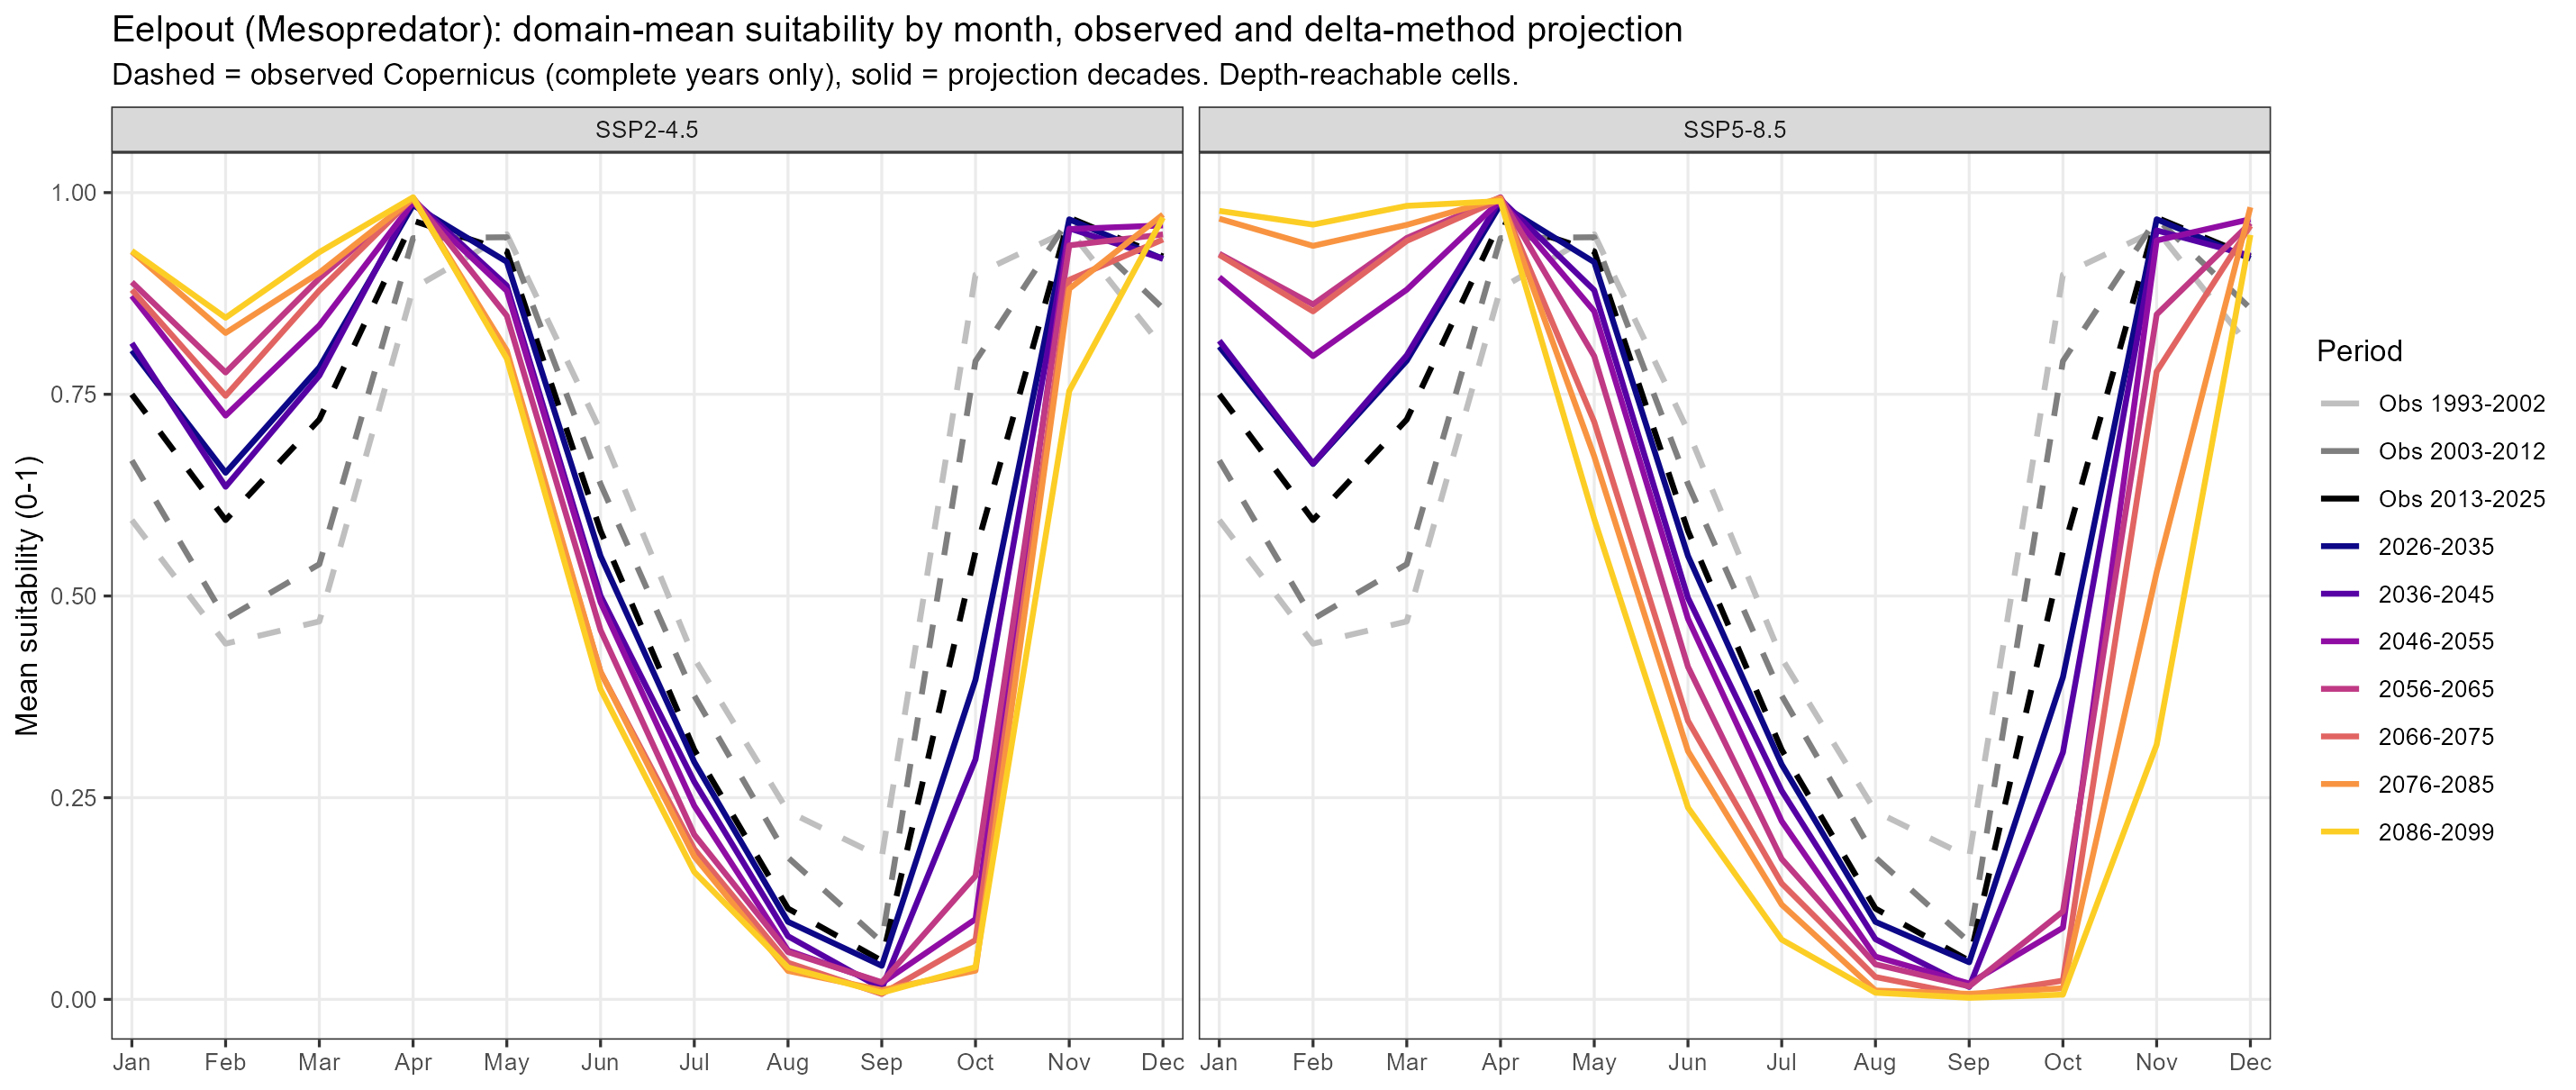 Eelpout (Mesopredator): domain-mean suitability by month, observed and delta-method projection
Dashed = observed Copernicus (complete years only), solid = projection decades. Depth-reachable cells.
SSP2-4.5
SSP5-8.5
Mean suitability (0-1)
1.00
0.75
0.50
0.25
0.00
Jan Feb Mar Apr May Jun Jul Aug Sep Oct Nov Dec
Jan Feb Mar Apr May Jun Jul Aug Sep Oct Nov Dec
Period
Obs 1993-2002
Obs 2003-2012
Obs 2013-2025
2026-2035
2036-2045
2046-2055
2056-2065
2066-2075
2076-2085
2086-2099